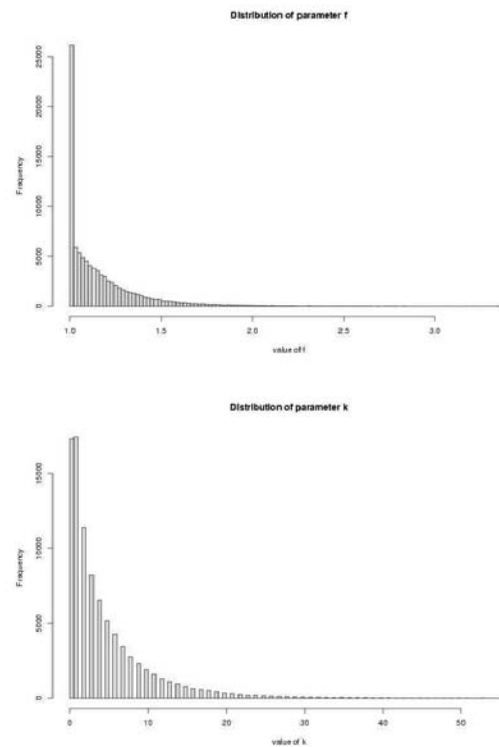 Distribution of parameter f
Frequency
25000
20000
15000
10000
5000
0
1.0 1.5 2.0 2.5 3.0
value of f
Distribution of parameter k
Frequency
15000
10000
5000
0
0 10 20 30 40 50
value of k